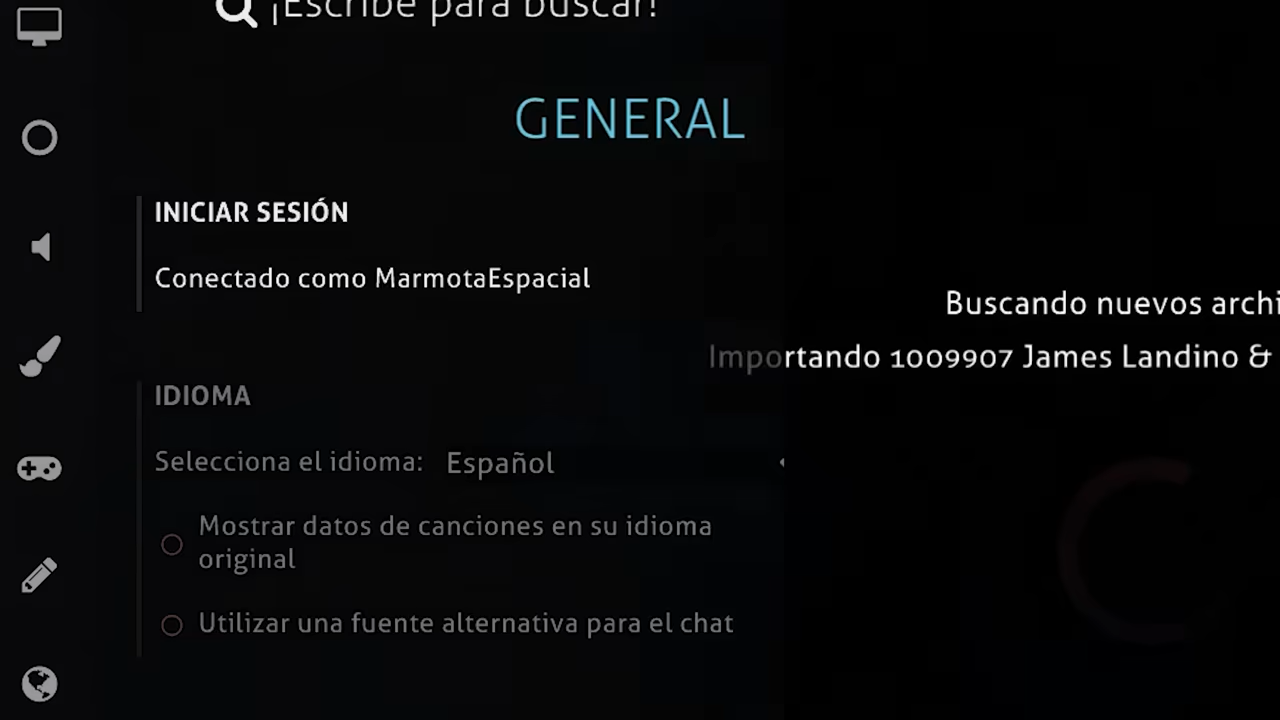 ¡Escribe para buscar!
GENERAL
INICIAR SESIÓN
Conectado como MarmotaEspacial
Buscando nuevos archi
Importando 1009907 James Landino &
IDIOMA
Selecciona el idioma: Español
Mostrar datos de canciones en su idioma
original
Utilizar una fuente alternativa para el chat